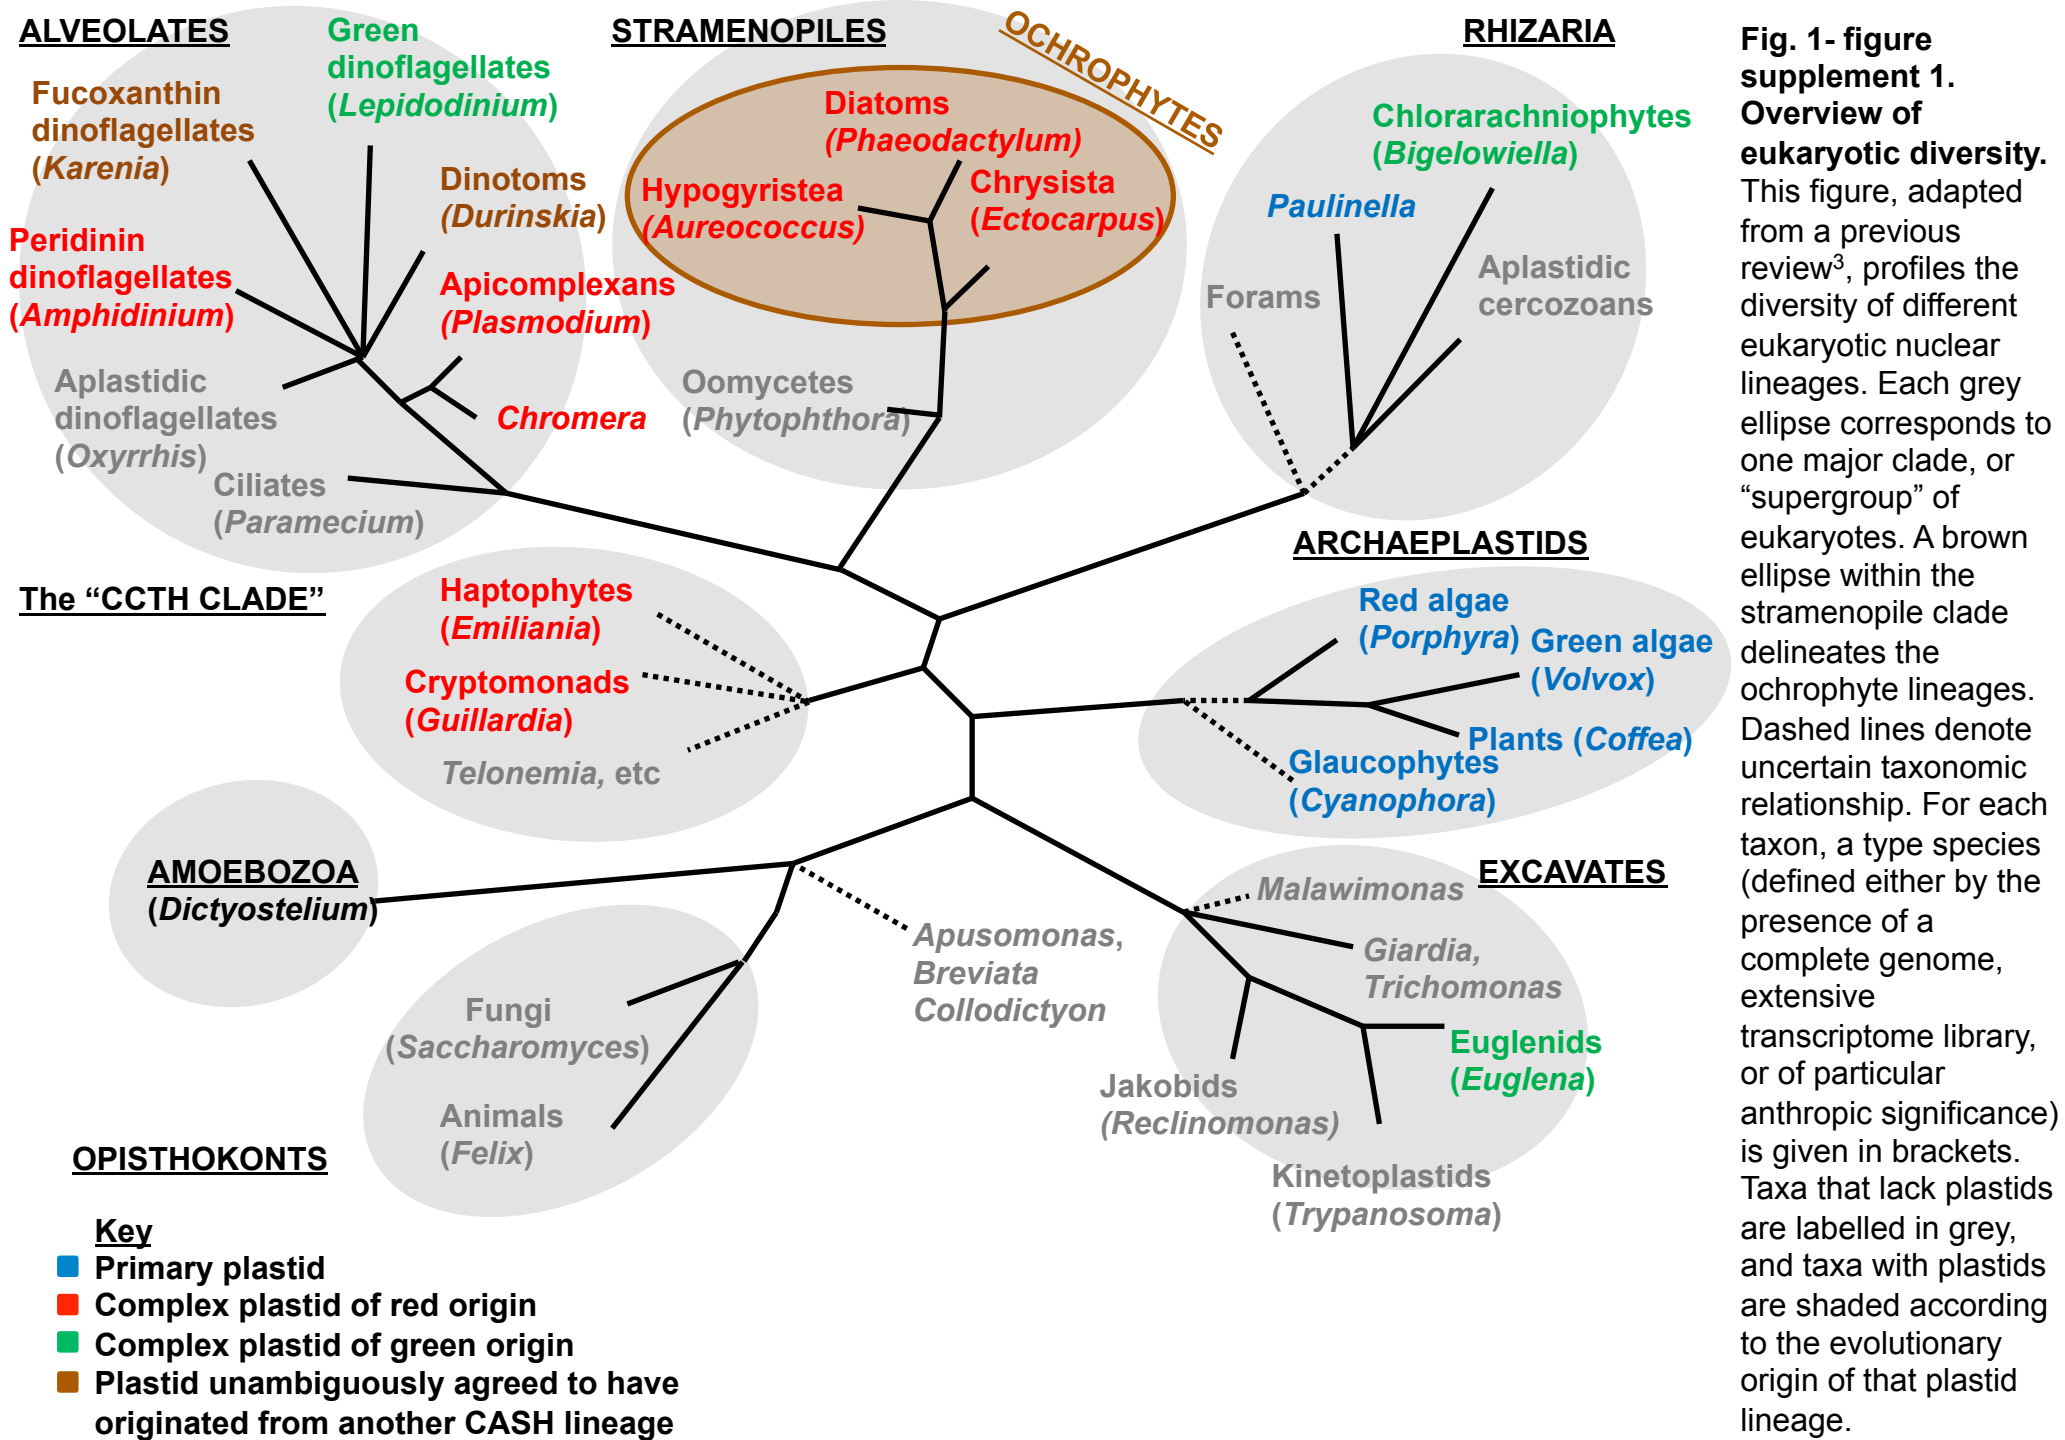 ALVEOLATES
Green
dinoflagellates
(Lepidodinium)
Fucoxanthin
dinoflagellates
(Karenia)
Dinotoms
(Durinskia)
Peridinin
dinoflagellates
(Amphidinium)
Apicomplexans
(Plasmodium)
Aplastidic
dinoflagellates
(Oxyrrhis)
Chromera
Ciliates
(Paramecium)
STRAMENOPILES
OCHROPHYTES
Diatoms
(Phaeodactylum)
Hypogyristea
(Aureococcus)
Chrysista
(Ectocarpus)
Oomycetes
(Phytophthora)
RHIZARIA
Chlorarachniophytes
(Bigelowiella)
Paulinella
Forams
Aplastidic
cercozoans
The “CCTH CLADE”
Haptophytes
(Emiliania)
Cryptomonads
(Guillardia)
Telonemia, etc
ARCHAEPLASTIDS
Red algae
(Porphyra)
Green algae
(Volvox)
Plants (Coffea)
Glaucophytes
(Cyanophora)
AMOEBOZOA
(Dictyostelium)
Apusomonas,
Breviata
Collodictyon
EXCAVATES
Malawimonas
Giardia,
Trichomonas
Euglenids
(Euglena)
Jakobids
(Reclinomonas)
Kinetoplastids
(Trypanosoma)
Fungi
(Saccharomyces)
Animals
(Felix)
OPISTHOKONTS
Key
Primary plastid
Complex plastid of red origin
Complex plastid of green origin
Plastid unambiguously agreed to have
originated from another CASH lineage
Fig. 1- figure
supplement 1.
Overview of
eukaryotic diversity.
This figure, adapted
from a previous
review³, profiles the
diversity of different
eukaryotic nuclear
lineages. Each grey
ellipse corresponds to
one major clade, or
“supergroup” of
eukaryotes. A brown
ellipse within the
stramenopile clade
delineates the
ochrophyte lineages.
Dashed lines denote
uncertain taxonomic
relationship. For each
taxon, a type species
(defined either by the
presence of a
complete genome,
extensive
transcriptome library,
or of particular
anthropic significance)
is given in brackets.
Taxa that lack plastids
are labelled in grey,
and taxa with plastids
are shaded according
to the evolutionary
origin of that plastid
lineage.